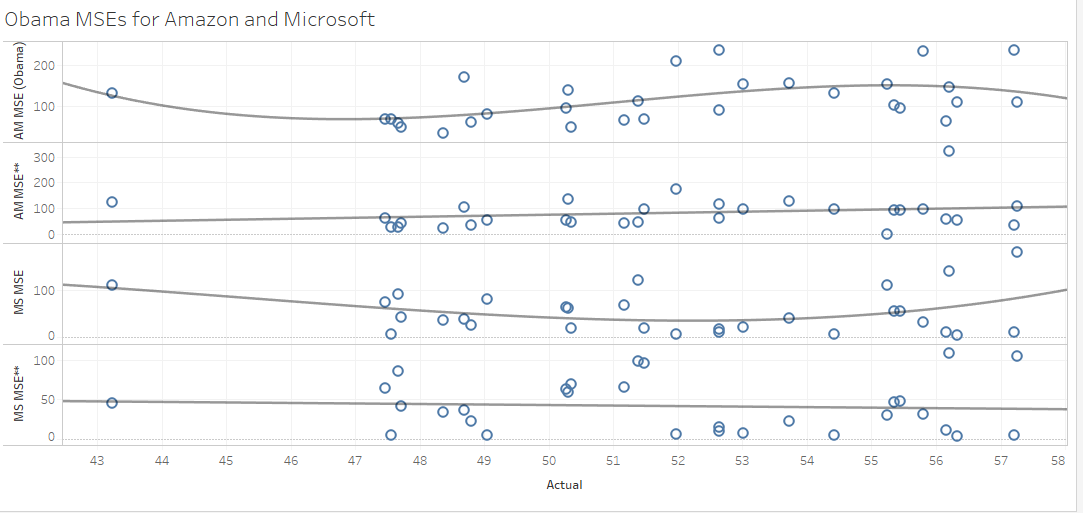 Obama MSEs for Amazon and Microsoft
AM MSE (Obama)
200
100
AM MSE**
300
200
100
0
MS MSE
100
0
MS MSE**
100
50
0
43 44 45 46 47 48 49 50 51 52 53 54 55 56 57 58
Actual